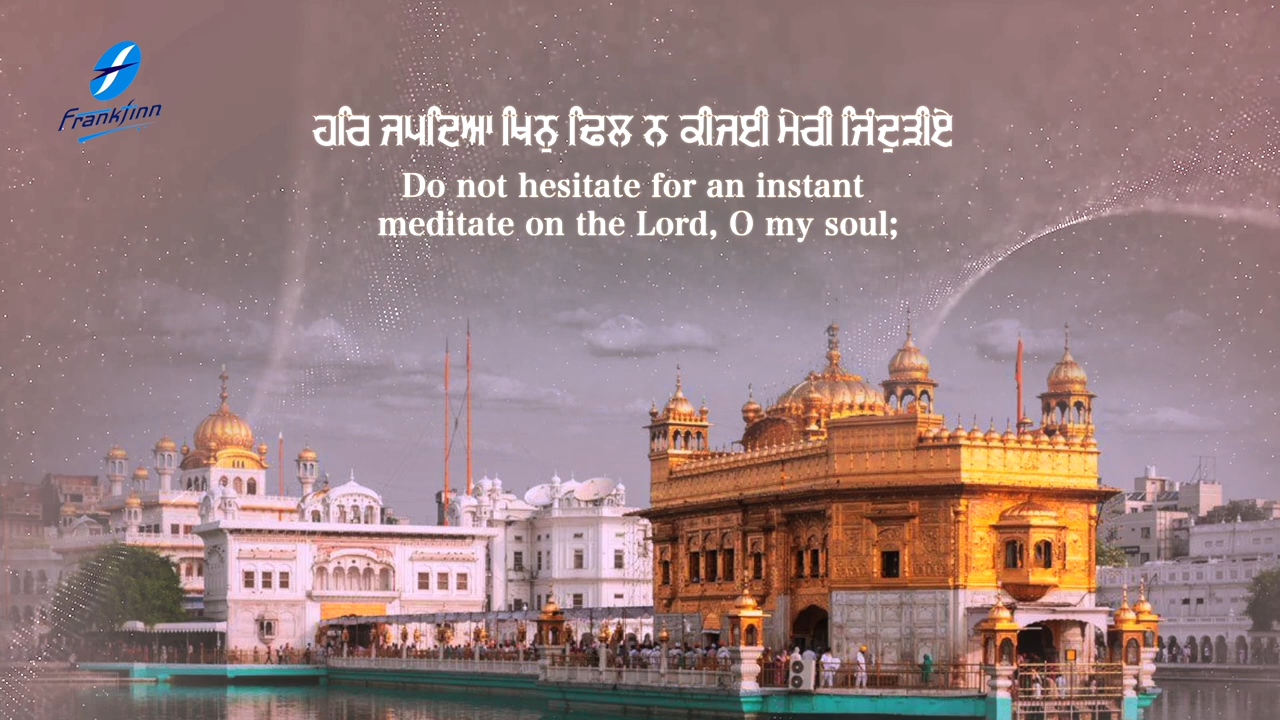 Frankfinn
ਹਰਿ ਜਪਦਿਆ ਖਿਨੁ ਢਿਲ ਨ ਕੀਜਈ ਮੇਰੀ ਜਿੰਦੁੜੀਏ
Do not hesitate for an instant
meditate on the Lord, O my soul;